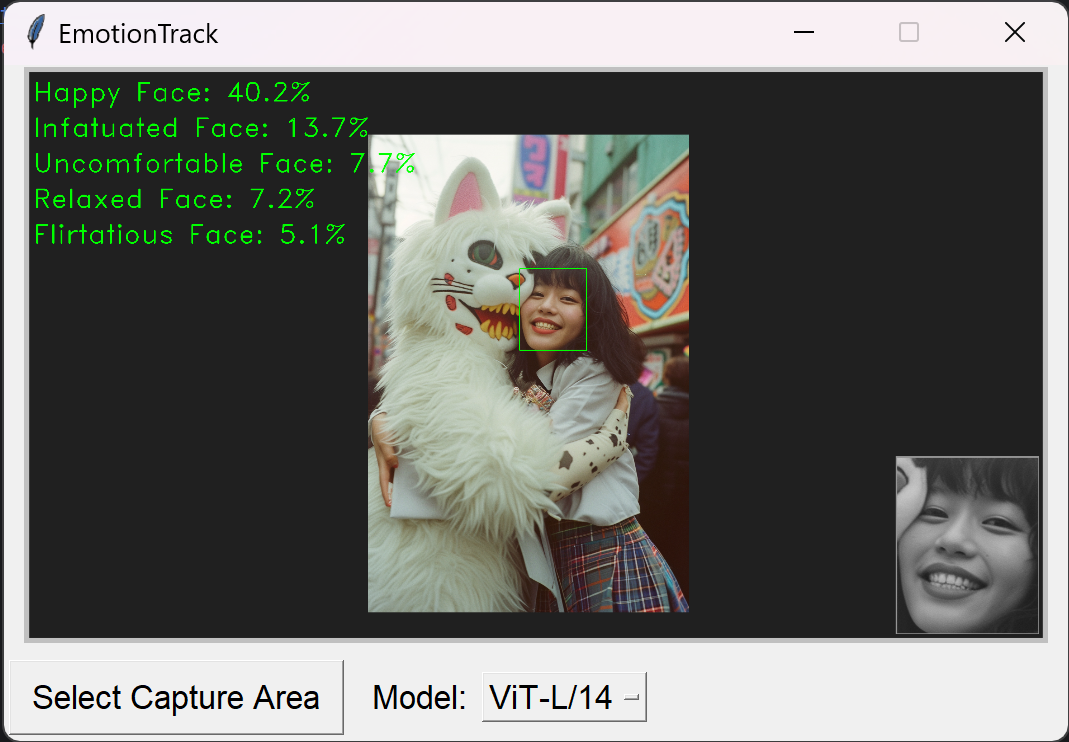 EmotionTrack
Happy Face: 40.2%
Infatuated Face: 13.7%
Uncomfortable Face: 7.7%
Relaxed Face: 7.2%
Flirtatious Face: 5.1%
Select Capture Area
Model:
ViT-L/14